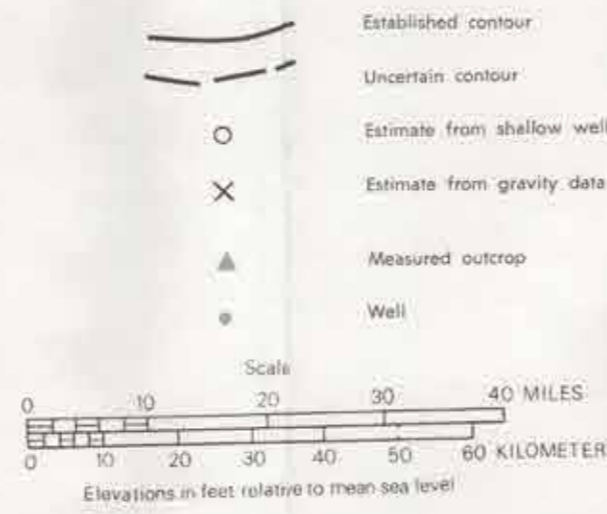 Established contour
Uncertain contour
Estimate from shallow well
Estimate from gravity data
Measured outcrop
Well
Scale
0 10 20 30 40 MILES
0 10 20 30 40 50 60 KILOMETER
Elevations in feet relative to mean sea level